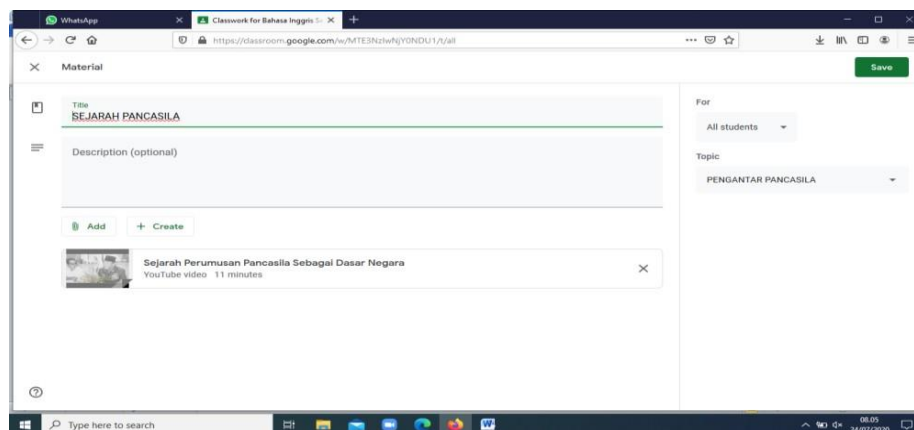 WhatsApp
Classwork for Bahasa Inggris
https://classroom.google.com/w/MTE3NzIwNjY0NDU1/t/all
Material
Save
Title
SEJARAH PANCASILA
For
All students
Description (optional)
Topic
PENGANTAR PANCASILA
Add
+ Create
Sejarah Perumusan Pancasila Sebagai Dasar Negara
YouTube video 11 minutes
Type here to search
08.05